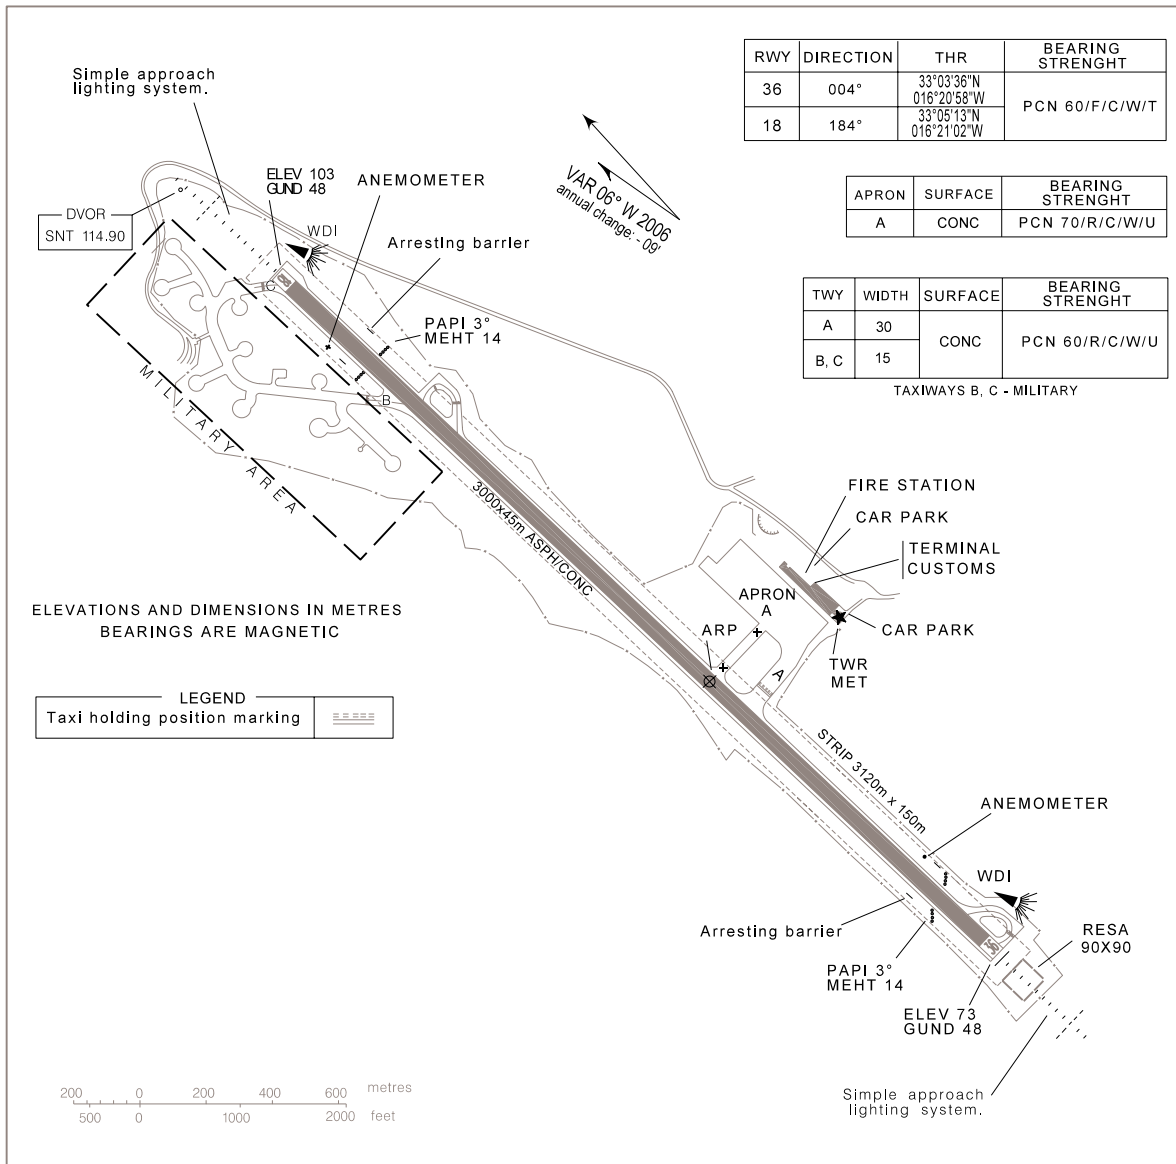 Simple approach
lighting system.
RWY DIRECTION THR BEARING STRENGHT
36 004° 33°03'36"N 016°20'58"W PCN 60/F/C/W/T
18 184° 33°05'13"N 016°21'02"W
VAR 06° W 2006
annual change: - 09'
APRON SURFACE BEARING STRENGHT
A CONC PCN 70/R/C/W/U
TWY WIDTH SURFACE BEARING STRENGHT
A 30 CONC PCN 60/R/C/W/U
B, C 15
TAXIWAYS B, C - MILITARY
ELEV 103
GUND 48
ANEMOMETER
DVOR
SNT 114.90
WDI
Arresting barrier
C
18
PAPI 3°
MEHT 14
B
MILITARY AREA
3000x45m ASPH/CONC
FIRE STATION
CAR PARK
TERMINAL
CUSTOMS
APRON
A
CAR PARK
TWR
MET
ARP
A
ELEVATIONS AND DIMENSIONS IN METRES
BEARINGS ARE MAGNETIC
LEGEND
Taxi holding position marking
STRIP 3120m x 150m
ANEMOMETER
WDI
Arresting barrier
36
RESA
90X90
PAPI 3°
MEHT 14
ELEV 73
GUND 48
Simple approach
lighting system.
200 0 200 400 600 metres
500 0 1000 2000 feet